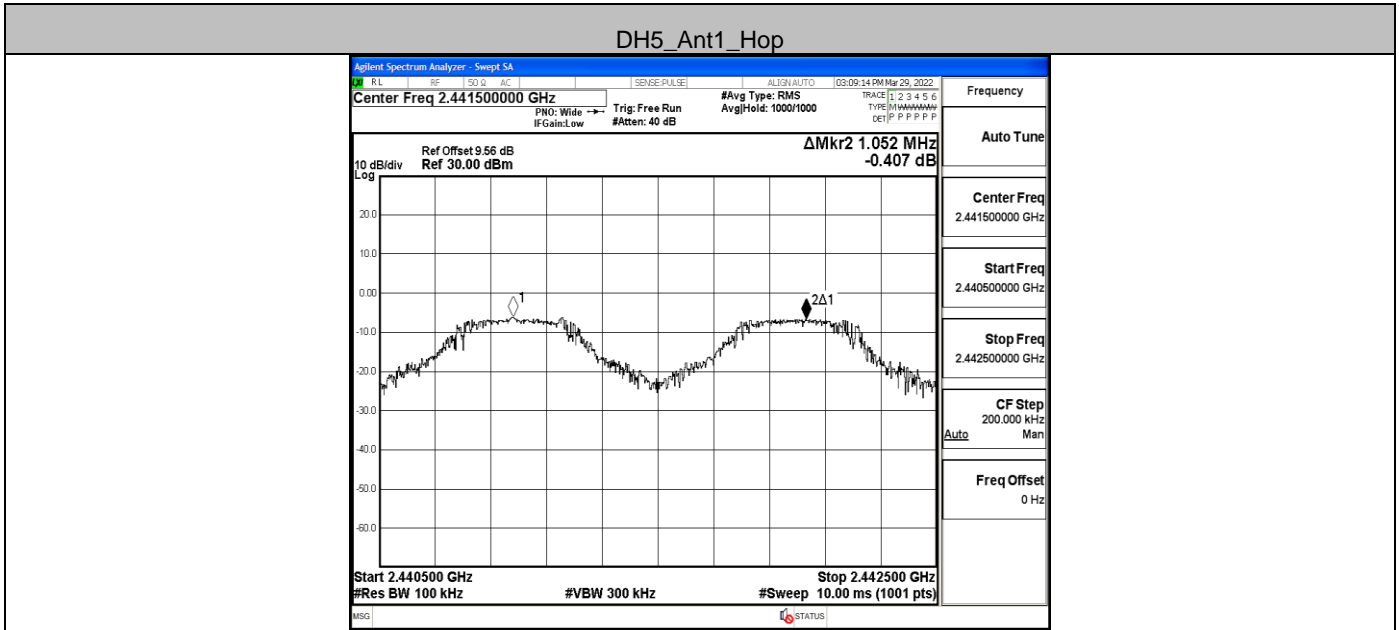 DH5_Ant1_Hop
Agilent Spectrum Analyzer - Swept SA
RL RF 50 Ω AC SENSE:PULSE ALIGNAUTO 03:09:14 PM Mar 29, 2022
Center Freq 2.441500000 GHz
PNO: Wide
IFGain:Low
Trig: Free Run
#Atten: 40 dB
#Avg Type: RMS
Avg|Hold: 1000/1000
TRACE 1 2 3 4 5 6
TYPE M WWWWW
DET P P P P P P
Frequency
Auto Tune
Center Freq
2.441500000 GHz
Start Freq
2.440500000 GHz
Stop Freq
2.442500000 GHz
CF Step
200.000 kHz
Auto Man
Freq Offset
0 Hz
ΔMkr2 1.052 MHz
-0.407 dB
Ref Offset 9.56 dB
10 dB/div Ref 30.00 dBm
Log
20.0
10.0
0.00
-10.0
-20.0
-30.0
-40.0
-50.0
-60.0
1
2Δ1
Start 2.440500 GHz Stop 2.442500 GHz
#Res BW 100 kHz #VBW 300 kHz #Sweep 10.00 ms (1001 pts)
MSG STATUS